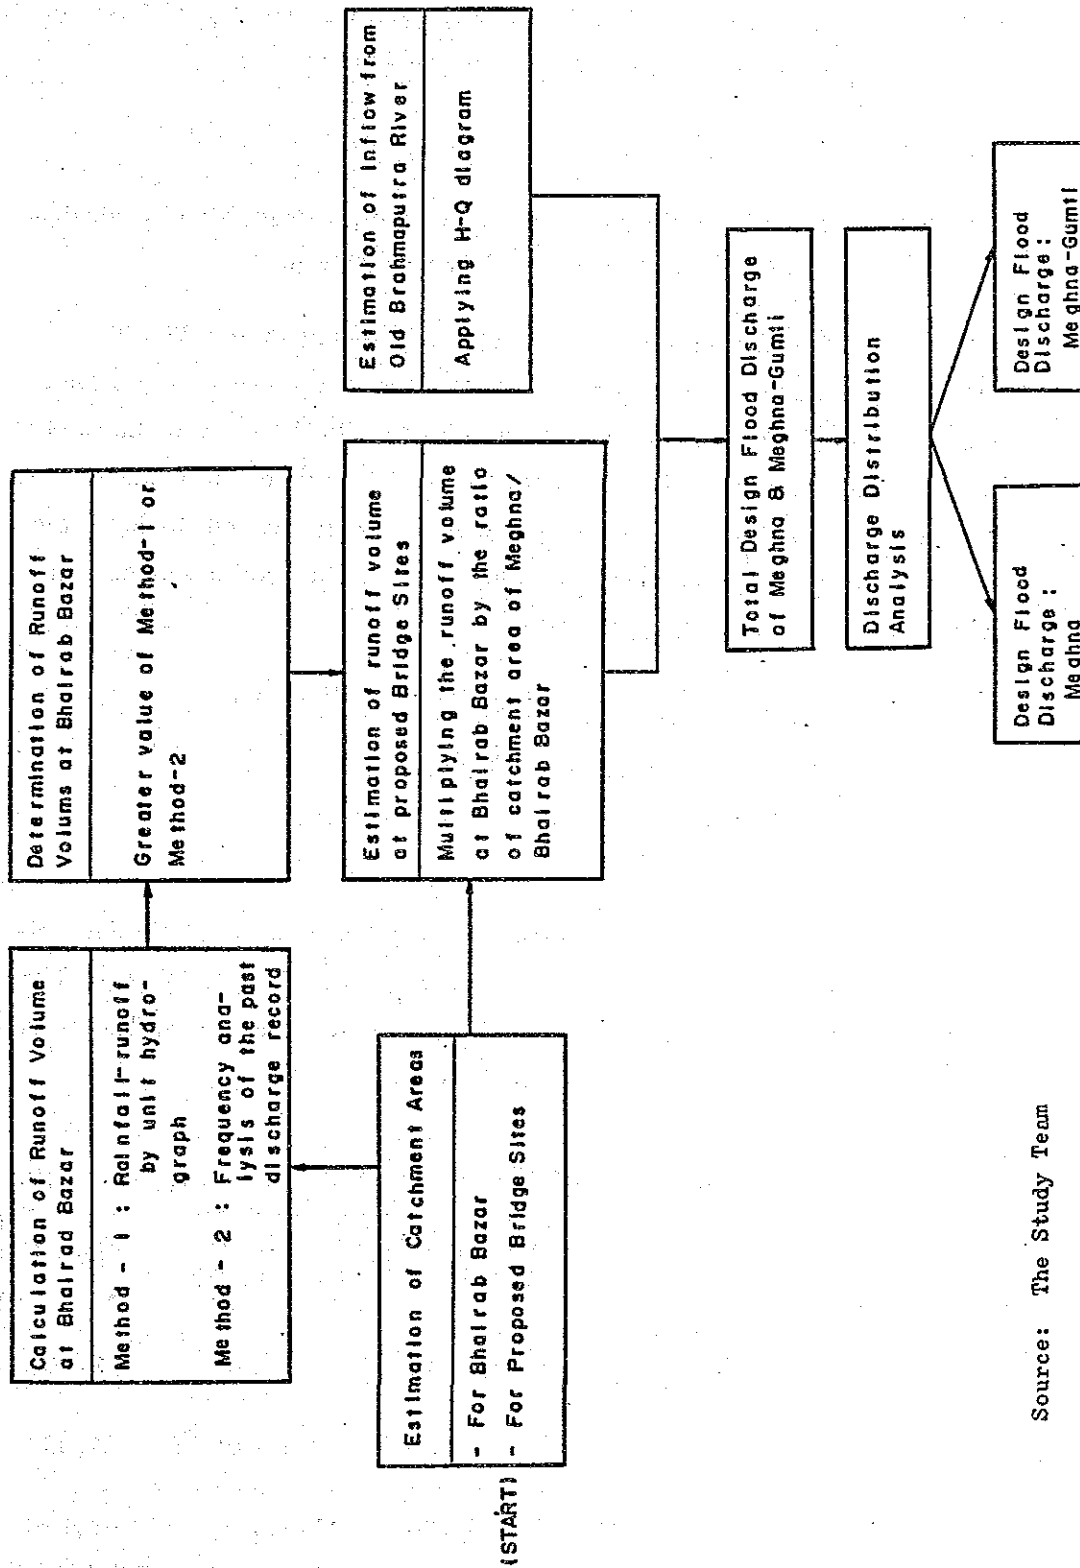 Calculation of Runoff Volume
at Bhairad Bazar
Method - 1 : Rainfall-runoff
by unit hydro-
graph
Method - 2 : Frequency ana-
lysis of the past
discharge record
Determination of Runoff
Volums at Bhairab Bazar
Greater value of Method-1 or
Method-2
(START)
Estimation of Catchment Areas
- For Bhairab Bazar
- For Proposed Bridge Sites
Estimation of runoff volume
at proposed Bridge Sites
Multiplying the runoff volume
at Bhairab Bazar by the ratio
of catchment area of Meghna/
Bhairab Bazar
Estimation of Inflow from
Old Brahmaputra River
Applying H-Q diagram
Total Design Flood Discharge
of Meghna & Meghna-Gumti
Discharge Distribution
Analysis
Design Flood
Discharge :
Meghna
Design Flood
Discharge :
Meghna-Gumti
Source: The Study Team